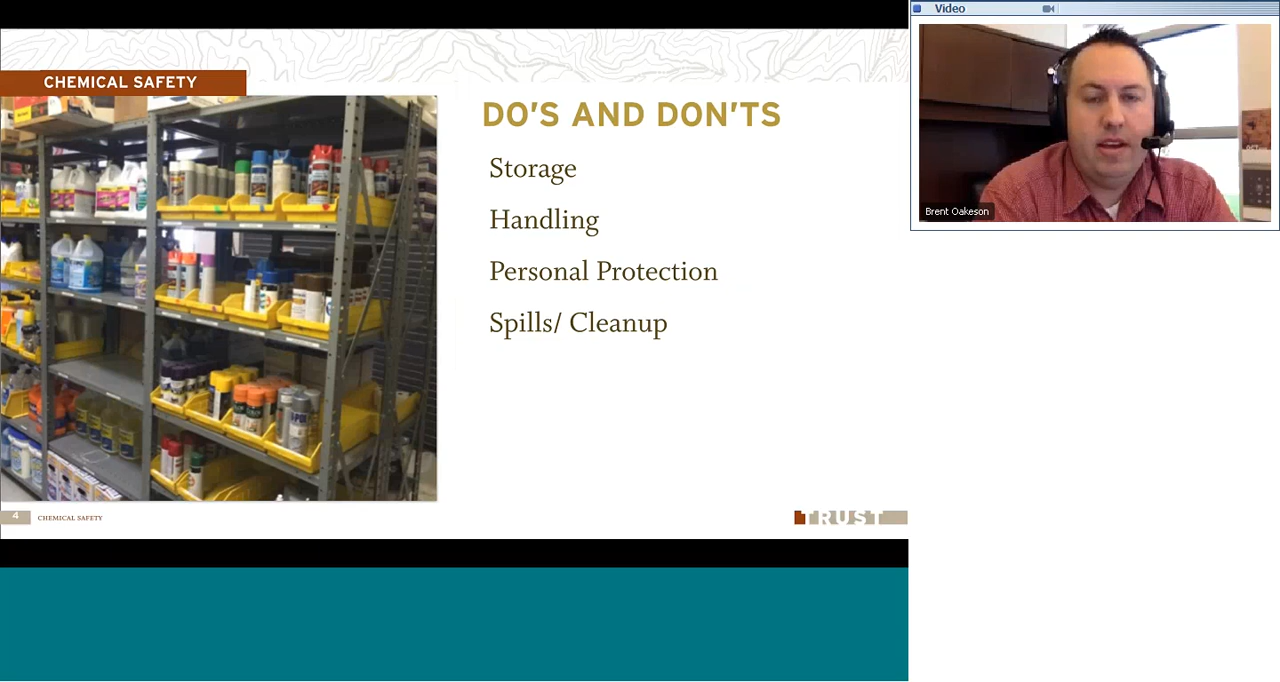 CHEMICAL SAFETY
DO'S AND DON'TS
Storage
Handling
Personal Protection
Spills/ Cleanup
4
CHEMICAL SAFETY
TRUST
Video
Brent Oakeson